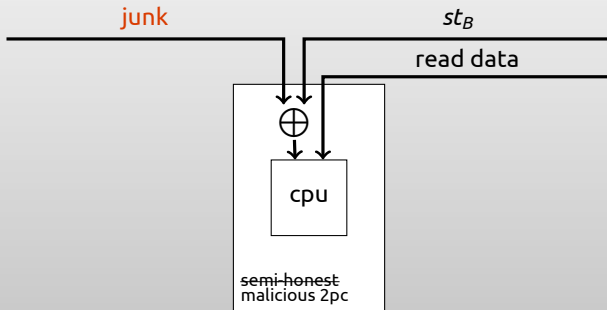 junk
st_B
read data
⊕
cpu
semi-honest
malicious 2pc